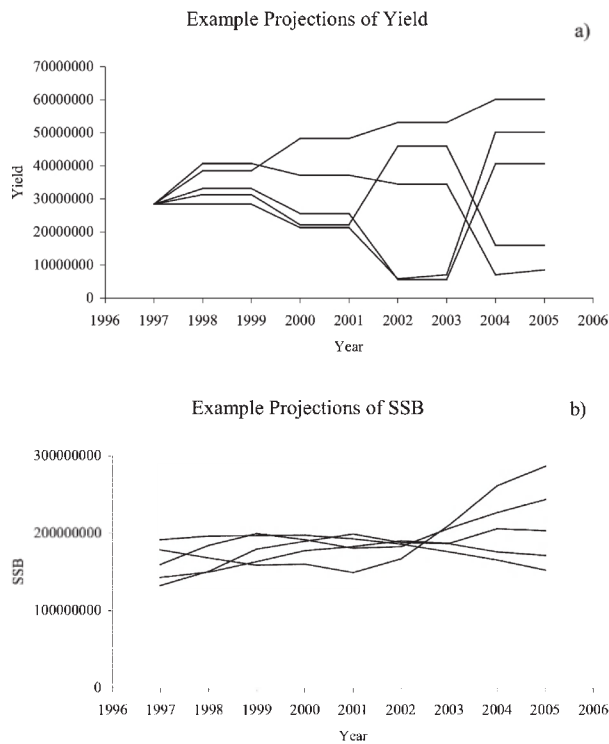 Example Projections of Yield
a)
70000000
60000000
50000000
40000000
30000000
20000000
10000000
0
Yield
1996 1997 1998 1999 2000 2001 2002 2003 2004 2005 2006
Year
Example Projections of SSB
b)
300000000
200000000
100000000
0
SSB
1996 1997 1998 1999 2000 2001 2002 2003 2004 2005 2006
Year